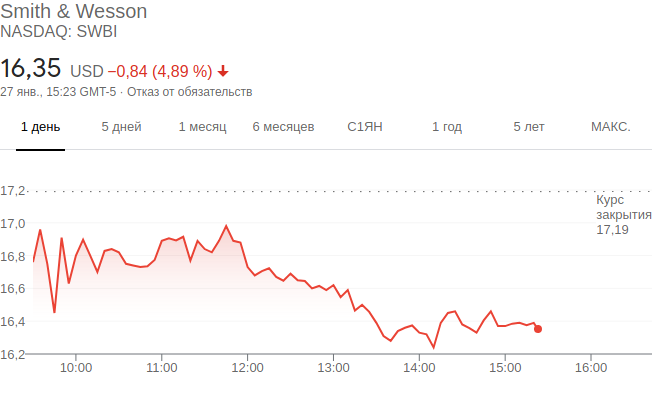 Smith & Wesson
NASDAQ: SWBI
16,35 USD −0,84 (4,89 %) ↓
27 янв., 15:23 GMT-5 · Отказ от обязательств
1 день 5 дней 1 месяц 6 месяцев С1ЯН 1 год 5 лет МАКС.
17,2
Курс
закрытия
17,19
17,0
16,8
16,6
16,4
16,2
10:00 11:00 12:00 13:00 14:00 15:00 16:00